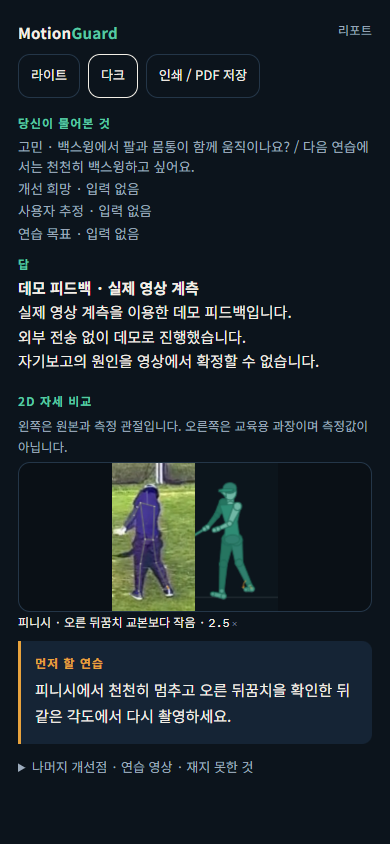 MotionGuard
리포트
라이트
다크
인쇄 / PDF 저장
당신이 물어본 것
고민 · 백스윙에서 팔과 몸통이 함께 움직이나요? / 다음 연습에
서는 천천히 백스윙하고 싶어요.
개선 희망 · 입력 없음
사용자 추정 · 입력 없음
연습 목표 · 입력 없음
답
데모 피드백 · 실제 영상 계측
실제 영상 계측을 이용한 데모 피드백입니다.
외부 전송 없이 데모로 진행했습니다.
자기보고의 원인을 영상에서 확정할 수 없습니다.
2D 자세 비교
왼쪽은 원본과 측정 관절입니다. 오른쪽은 교육용 과장이며 측정값이
아닙니다.
피니시 · 오른 뒤꿈치 교본보다 작음 · 2.5×
먼저 할 연습
피니시에서 천천히 멈추고 오른 뒤꿈치을 확인한 뒤
같은 각도에서 다시 촬영하세요.
▶ 나머지 개선점 · 연습 영상 · 재지 못한 것